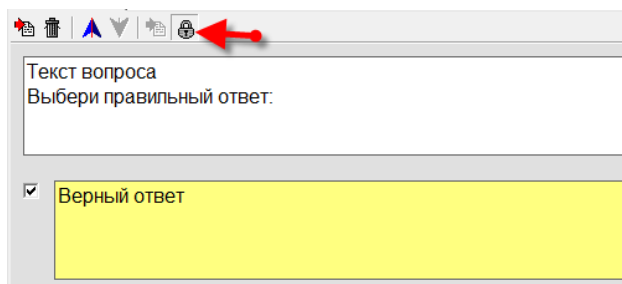 Текст вопроса
Выбери правильный ответ:
Верный ответ